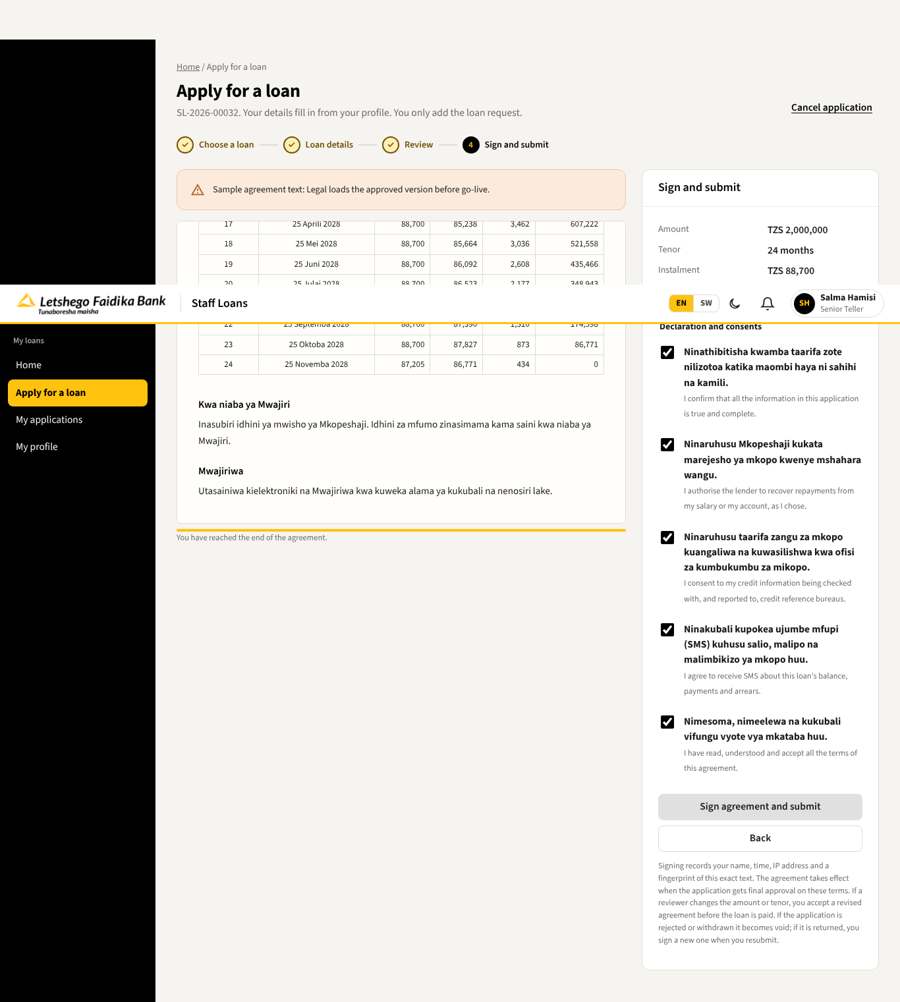 Home / Apply for a loan
Apply for a loan
SL-2026-00032. Your details fill in from your profile. You only add the loan request.
Cancel application
Choose a loan
Loan details
Review
4 Sign and submit
Sample agreement text: Legal loads the approved version before go-live.
17 25 Aprili 2028 88,700 85,238 3,462 607,222
18 25 Mei 2028 88,700 85,664 3,036 521,558
19 25 Juni 2028 88,700 86,092 2,608 435,466
20 25 Julai 2028 88,700 86,523 2,177 348,943
Sign and submit
Amount TZS 2,000,000
Tenor 24 months
Instalment TZS 88,700
Letshego Faidika Bank
Tunaboresha maisha
Staff Loans
EN SW
SH
Salma Hamisi
Senior Teller
My loans
Home
Apply for a loan
My applications
My profile
22 25 Septemba 2028 88,700
23 25 Oktoba 2028 88,700 87,827 873 86,771
24 25 Novemba 2028 87,205 86,771 434 0
Kwa niaba ya Mwajiri
Inasubiri idhini ya mwisho ya Mkopeshaji. Idhini za mfumo zinasimama kama saini kwa niaba ya
Mwajiri.
Mwajiriwa
Utasainiwa kielektroniki na Mwajiriwa kwa kuweka alama ya kukubali na nenosiri lake.
You have reached the end of the agreement.
Declaration and consents
Ninathibitisha kwamba taarifa zote
nilizotoa katika maombi haya ni sahihi
na kamili.
I confirm that all the information in this application
is true and complete.
Ninaruhusu Mkopeshaji kukata
marejesho ya mkopo kwenye mshahara
wangu.
I authorise the lender to recover repayments from
my salary or my account, as I chose.
Ninaruhusu taarifa zangu za mkopo
kuangaliwa na kuwasilishwa kwa ofisi
za kumbukumbu za mikopo.
I consent to my credit information being checked
with, and reported to, credit reference bureaus.
Ninakubali kupokea ujumbe mfupi
(SMS) kuhusu salio, malipo na
malimbikizo ya mkopo huu.
I agree to receive SMS about this loan's balance,
payments and arrears.
Nimesoma, nimeelewa na kukubali
vifungu vyote vya mkataba huu.
I have read, understood and accept all the terms of
this agreement.
Sign agreement and submit
Back
Signing records your name, time, IP address and a
fingerprint of this exact text. The agreement takes effect
when the application gets final approval on these terms. If a
reviewer changes the amount or tenor, you accept a revised
agreement before the loan is paid. If the application is
rejected or withdrawn it becomes void; if it is returned, you
sign a new one when you resubmit.